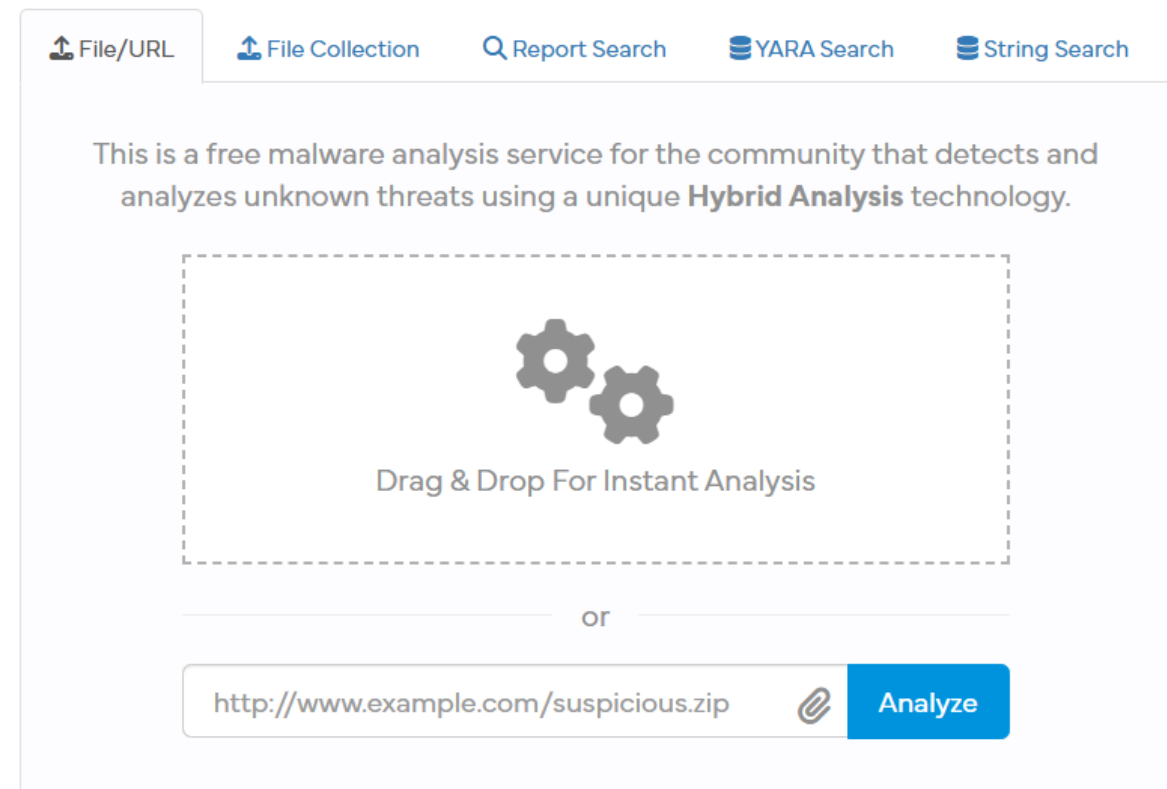 File/URL File Collection Report Search YARA Search String Search
This is a free malware analysis service for the community that detects and
analyzes unknown threats using a unique Hybrid Analysis technology.
Drag & Drop For Instant Analysis
or
http://www.example.com/suspicious.zip Analyze